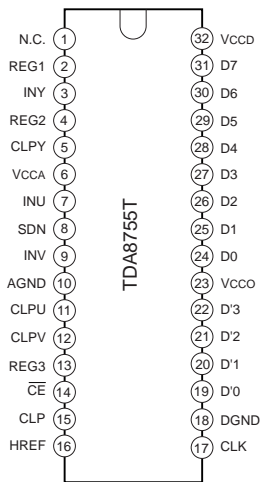 N.C. 1
REG1 2
INY 3
REG2 4
CLPY 5
VCCA 6
INU 7
SDN 8
INV 9
AGND 10
CLPU 11
CLPV 12
REG3 13
C̅E̅ 14
CLP 15
HREF 16
TDA8755T
32 VCCD
31 D7
30 D6
29 D5
28 D4
27 D3
26 D2
25 D1
24 D0
23 VCCO
22 D'3
21 D'2
20 D'1
19 D'0
18 DGND
17 CLK